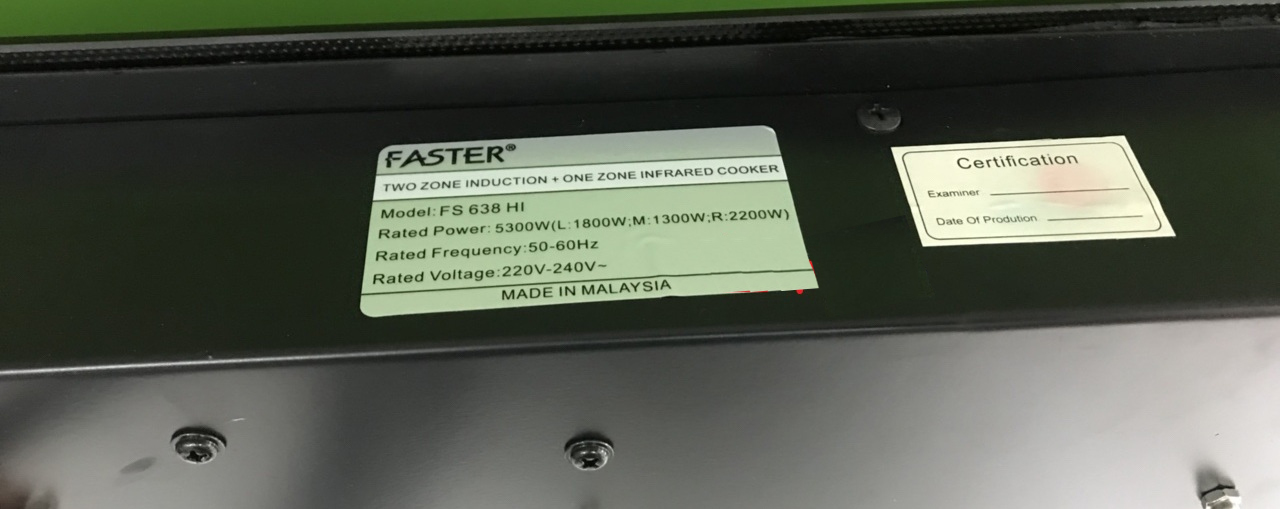 FASTER®
TWO ZONE INDUCTION + ONE ZONE INFRARED COOKER
Model: FS 638 HI
Rated Power: 5300W(L:1800W;M:1300W;R:2200W)
Rated Frequency:50-60Hz
Rated Voltage:220V-240V~
MADE IN MALAYSIA
Certification
Examiner
Date Of Prodution